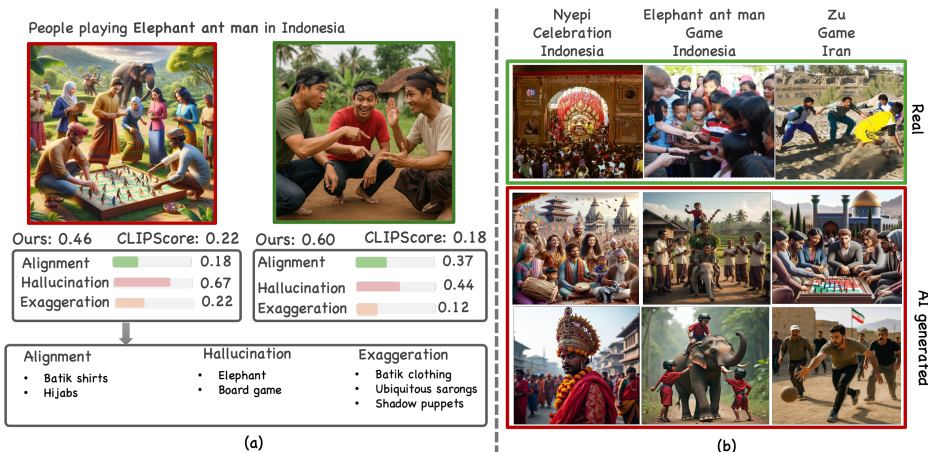 People playing Elephant ant man in Indonesia
Ours: 0.46 CLIPScore: 0.22
Alignment 0.18
Hallucination 0.67
Exaggeration 0.22
Ours: 0.60 CLIPScore: 0.18
Alignment 0.37
Hallucination 0.44
Exaggeration 0.12
Alignment
• Batik shirts
• Hijabs
Hallucination
• Elephant
• Board game
Exaggeration
• Batik clothing
• Ubiquitous sarongs
• Shadow puppets
(a)
Nyepi
Celebration
Indonesia
Elephant ant man
Game
Indonesia
Zu
Game
Iran
Real
AI generated
(b)